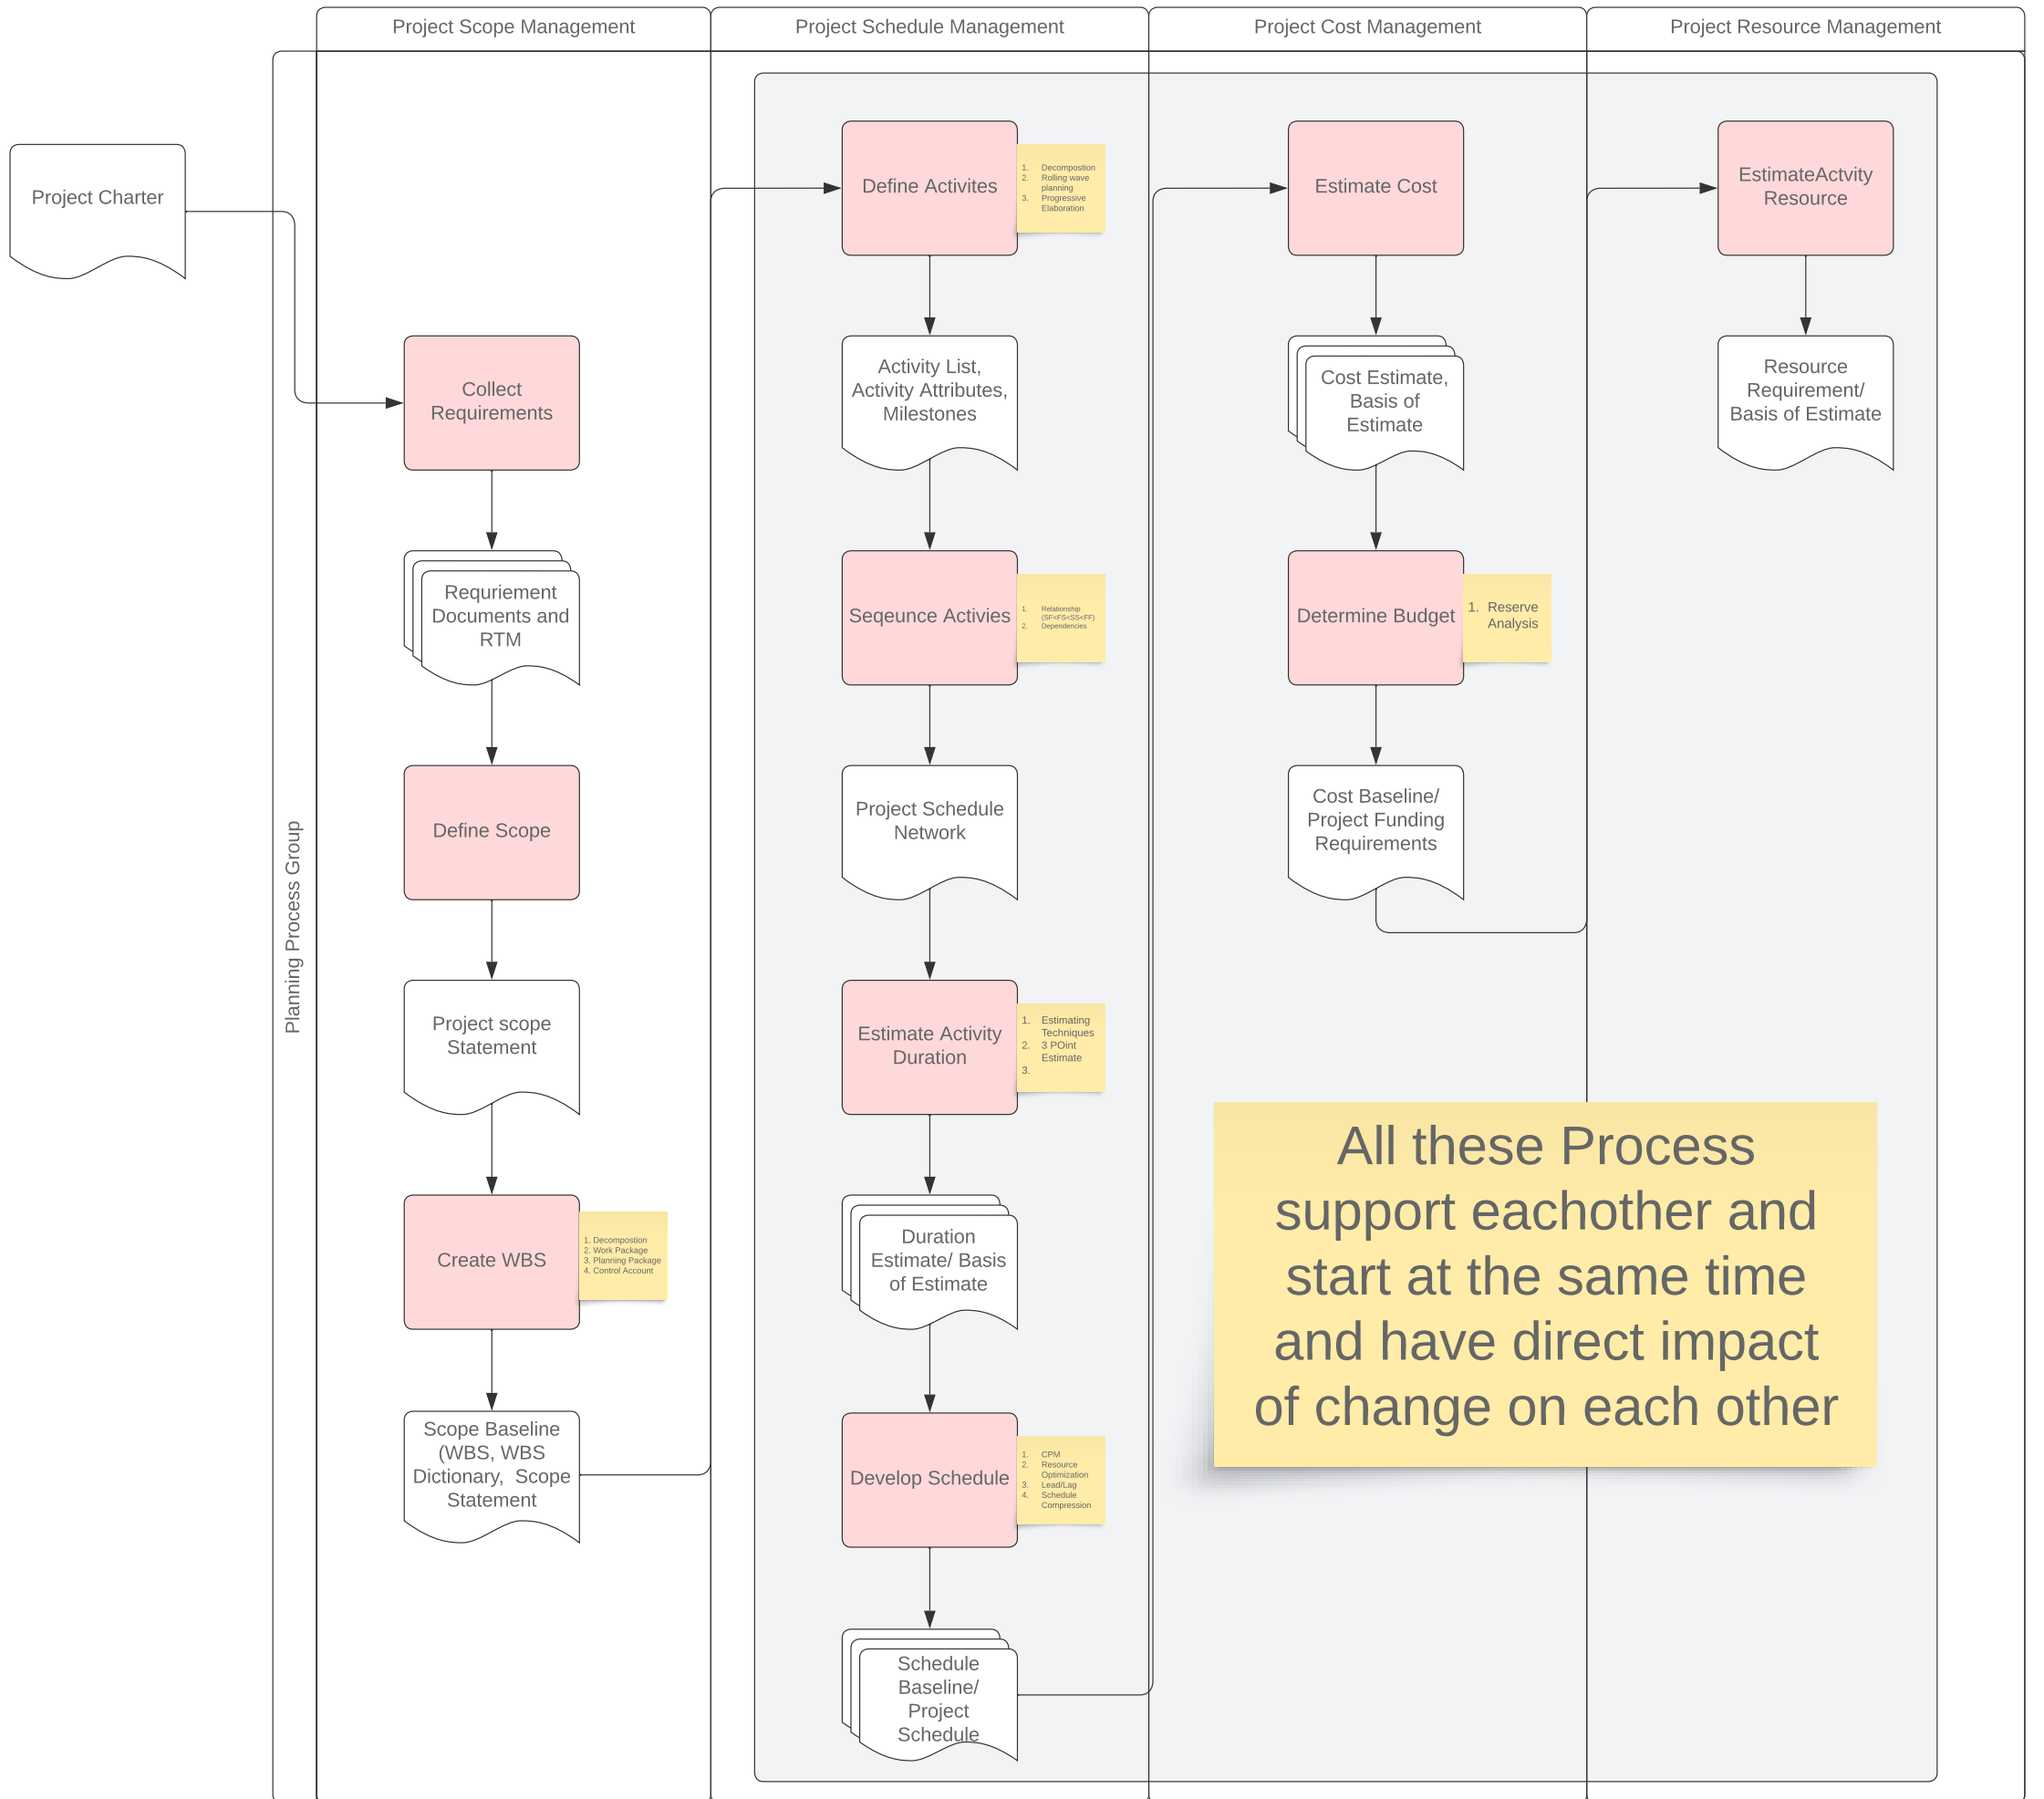 Project Scope Management
Project Schedule Management
Project Cost Management
Project Resource Management
Planning Process Group
Project Charter
Collect
Requirements
Requriement
Documents and
RTM
Define Scope
Project scope
Statement
Create WBS
1. Decompostion
2. Work Package
3. Planning Package
4. Control Account
Scope Baseline
(WBS, WBS
Dictionary, Scope
Statement
Define Activites
1. Decompostion
2. Rolling wave
planning
3. Progressive
Elaboration
Activity List,
Activity Attributes,
Milestones
Seqeunce Activies
1. Relationship
(SF<FS<SS<FF)
2. Dependencies
Project Schedule
Network
Estimate Activity
Duration
1. Estimating
Techniques
2. 3 POint
Estimate
3.
Duration
Estimate/ Basis
of Estimate
Develop Schedule
1. CPM
2. Resource
Optimization
3. Lead/Lag
4. Schedule
Compression
Schedule
Baseline/
Project
Schedule
Estimate Cost
Cost Estimate,
Basis of
Estimate
Determine Budget
1. Reserve
Analysis
Cost Baseline/
Project Funding
Requirements
EstimateActvity
Resource
Resource
Requirement/
Basis of Estimate
All these Process
support eachother and
start at the same time
and have direct impact
of change on each other